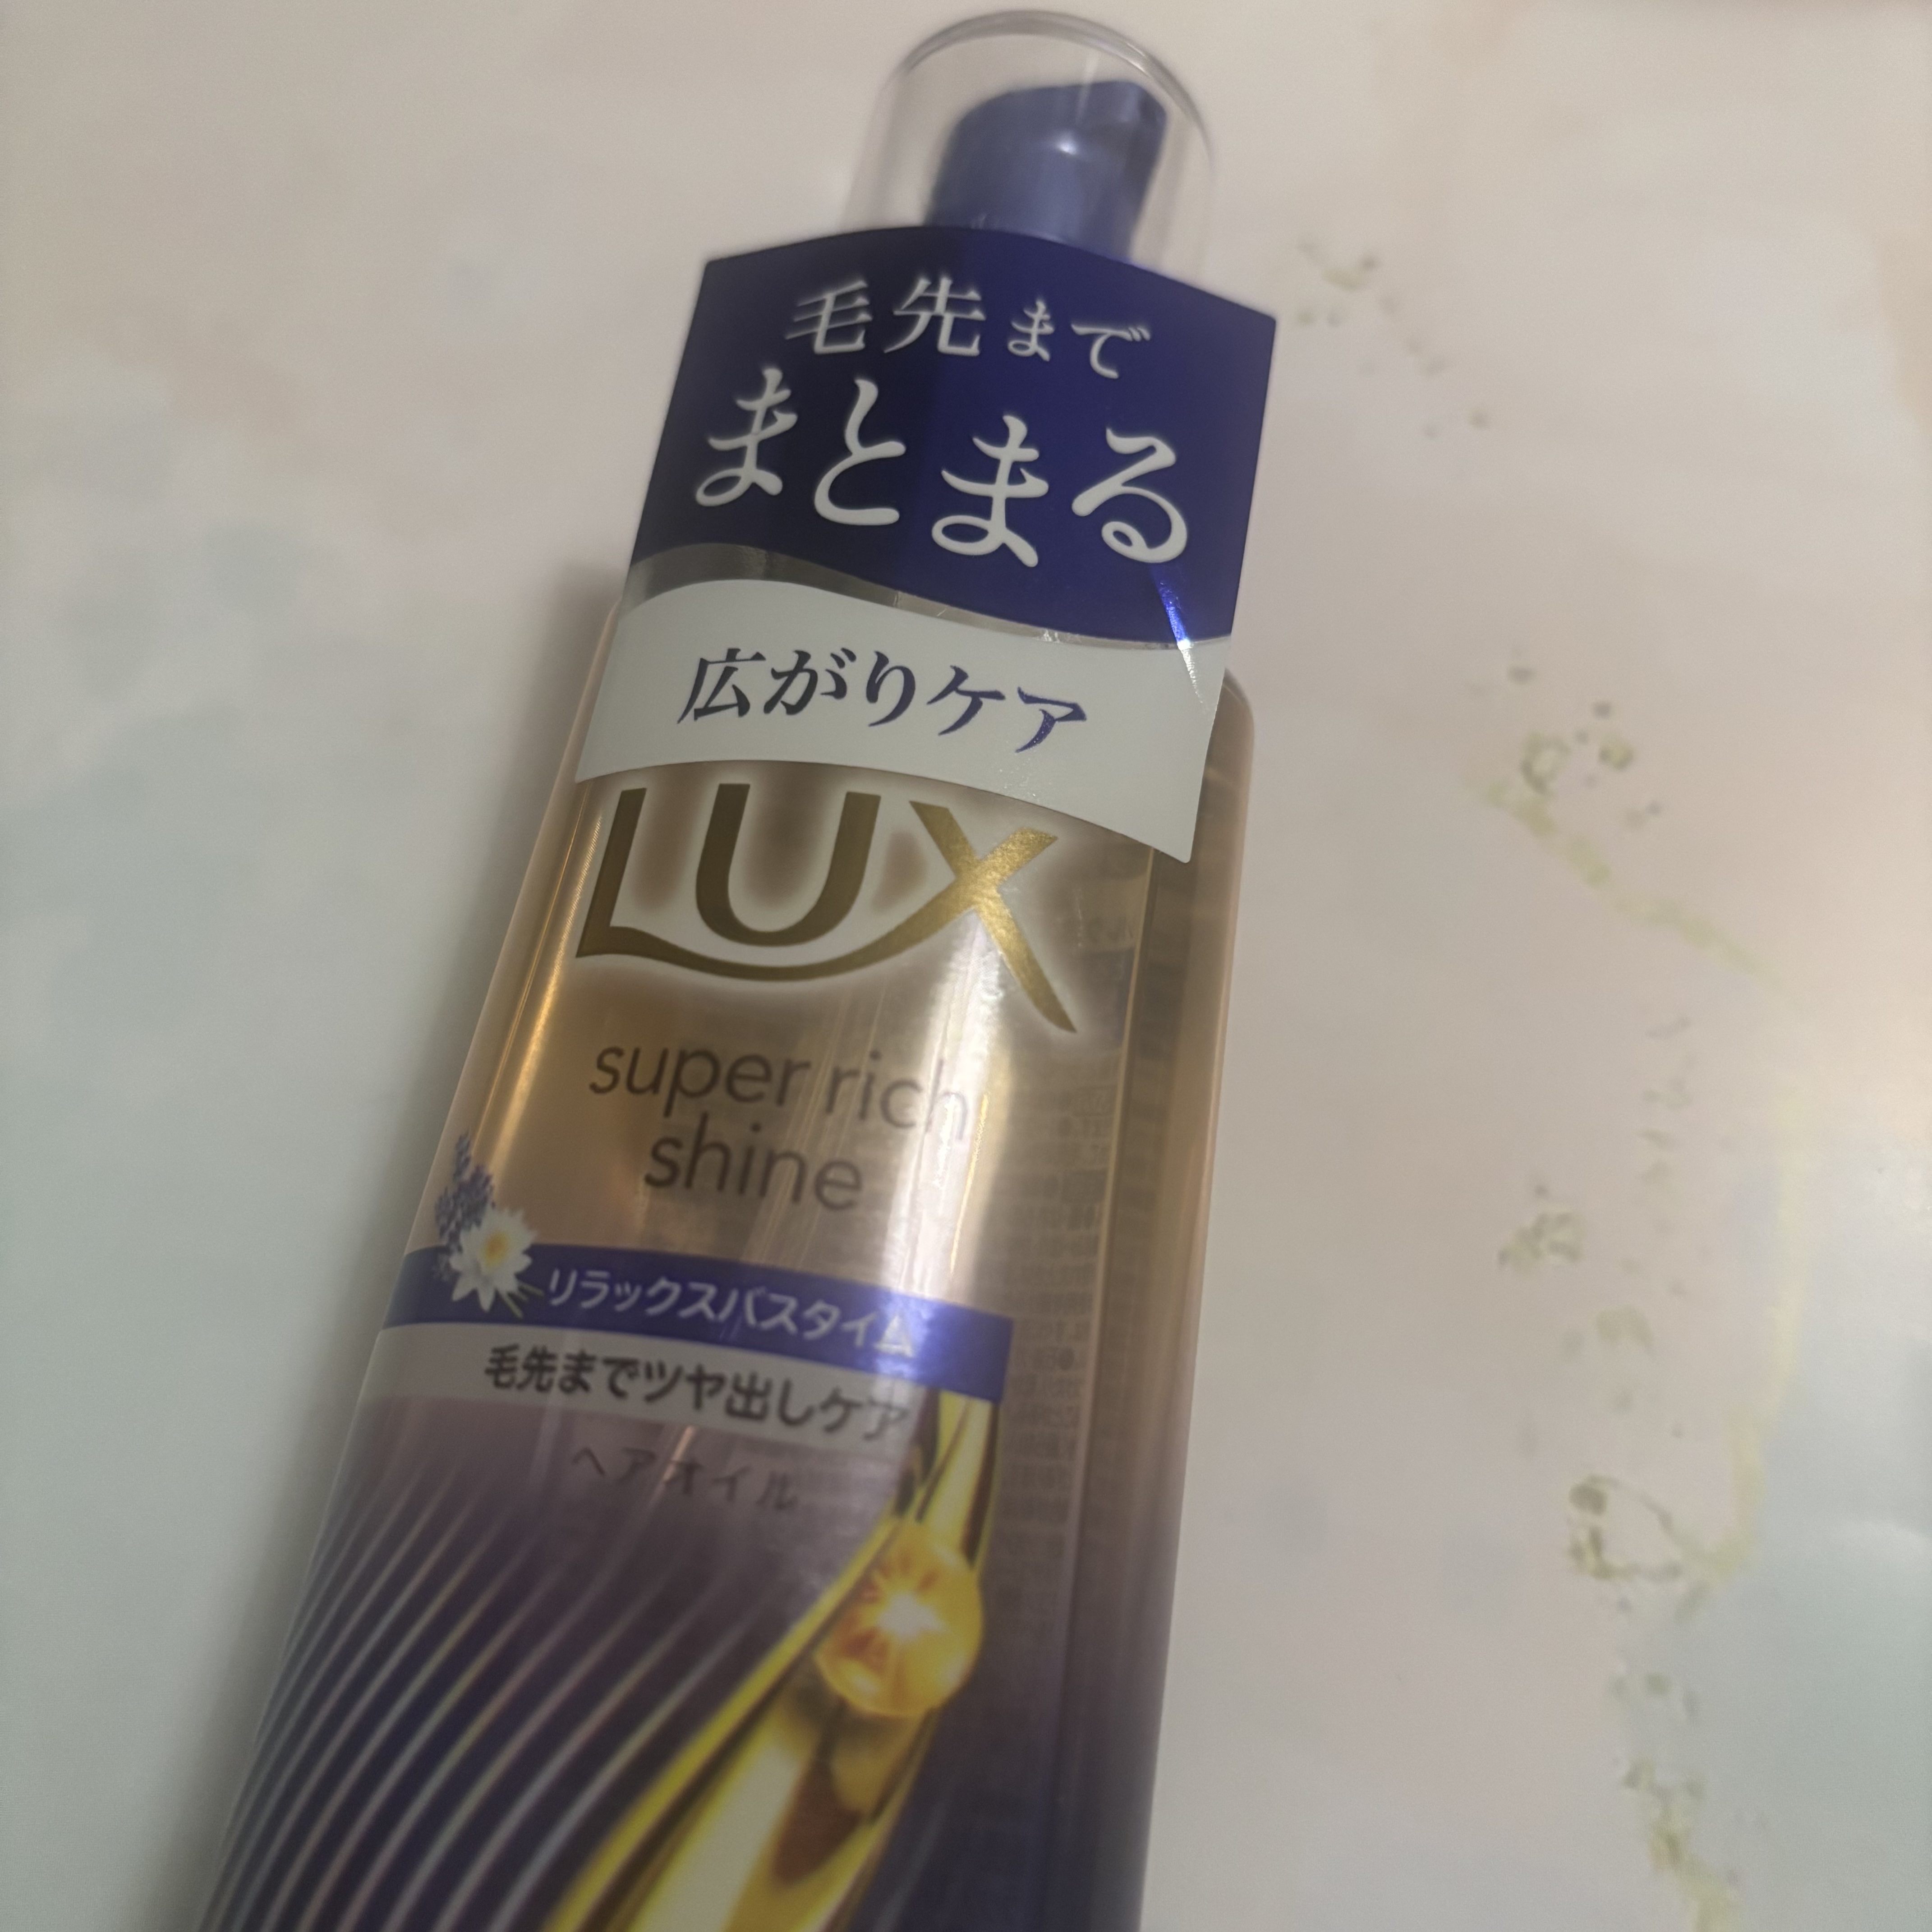 毛先まで
まとまる
広がりケア
LUX
super rich
shine
リラックスバスタイム
毛先までツヤ出しケア
ヘアオイル